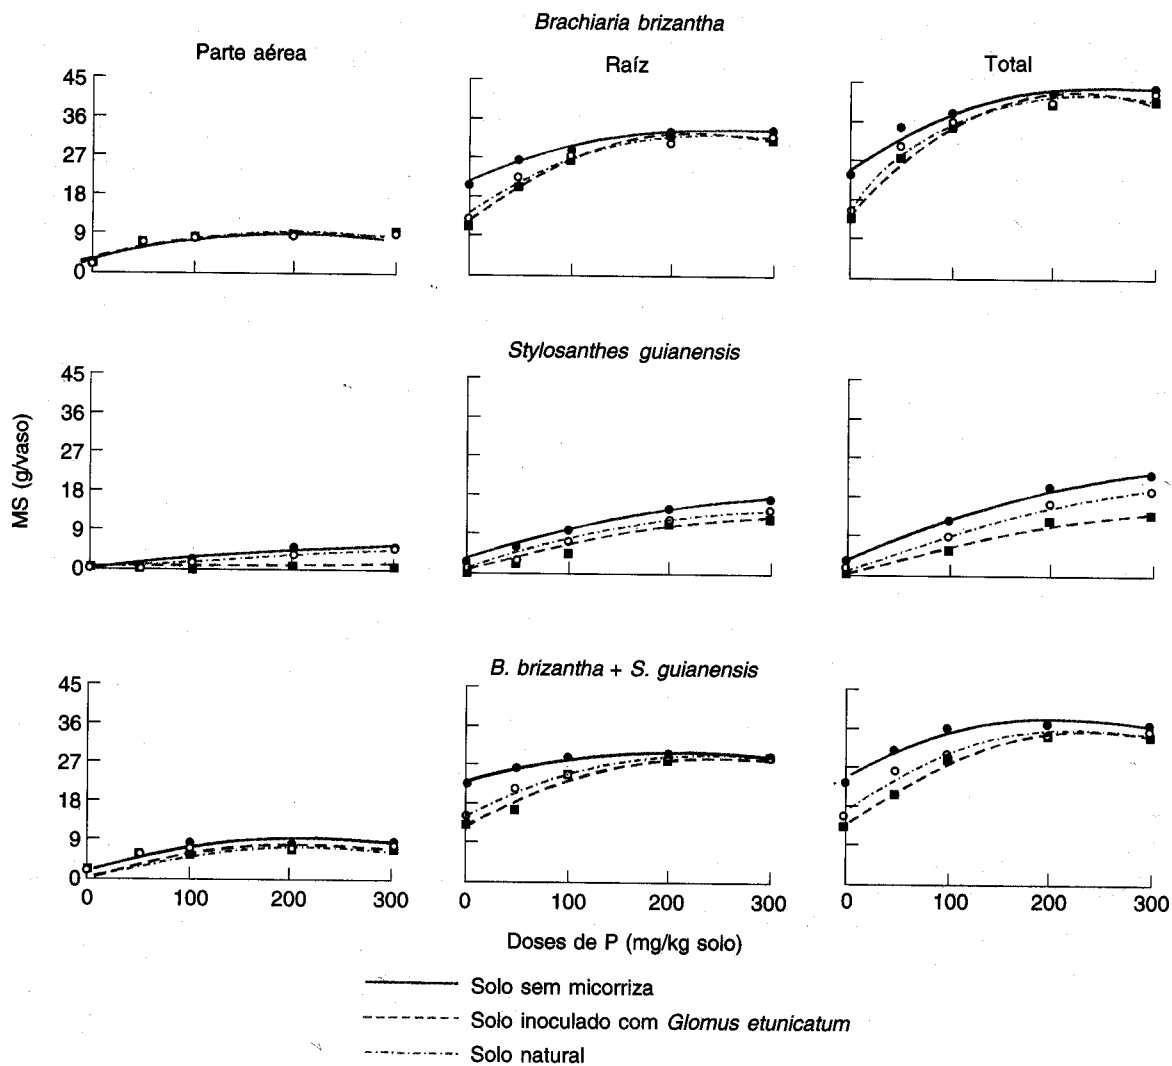 Brachiaria brizantha
Parte aérea
Raíz
Total
45
36
27
18
9
0
Stylosanthes guianensis
45
36
27
18
9
0
MS (g/vaso)
B. brizantha + S. guianensis
45
36
27
18
9
0
0 100 200 300
0 100 200 300
0 100 200 300
Doses de P (mg/kg solo)
Solo sem micorriza
Solo inoculado com Glomus etunicatum
Solo natural